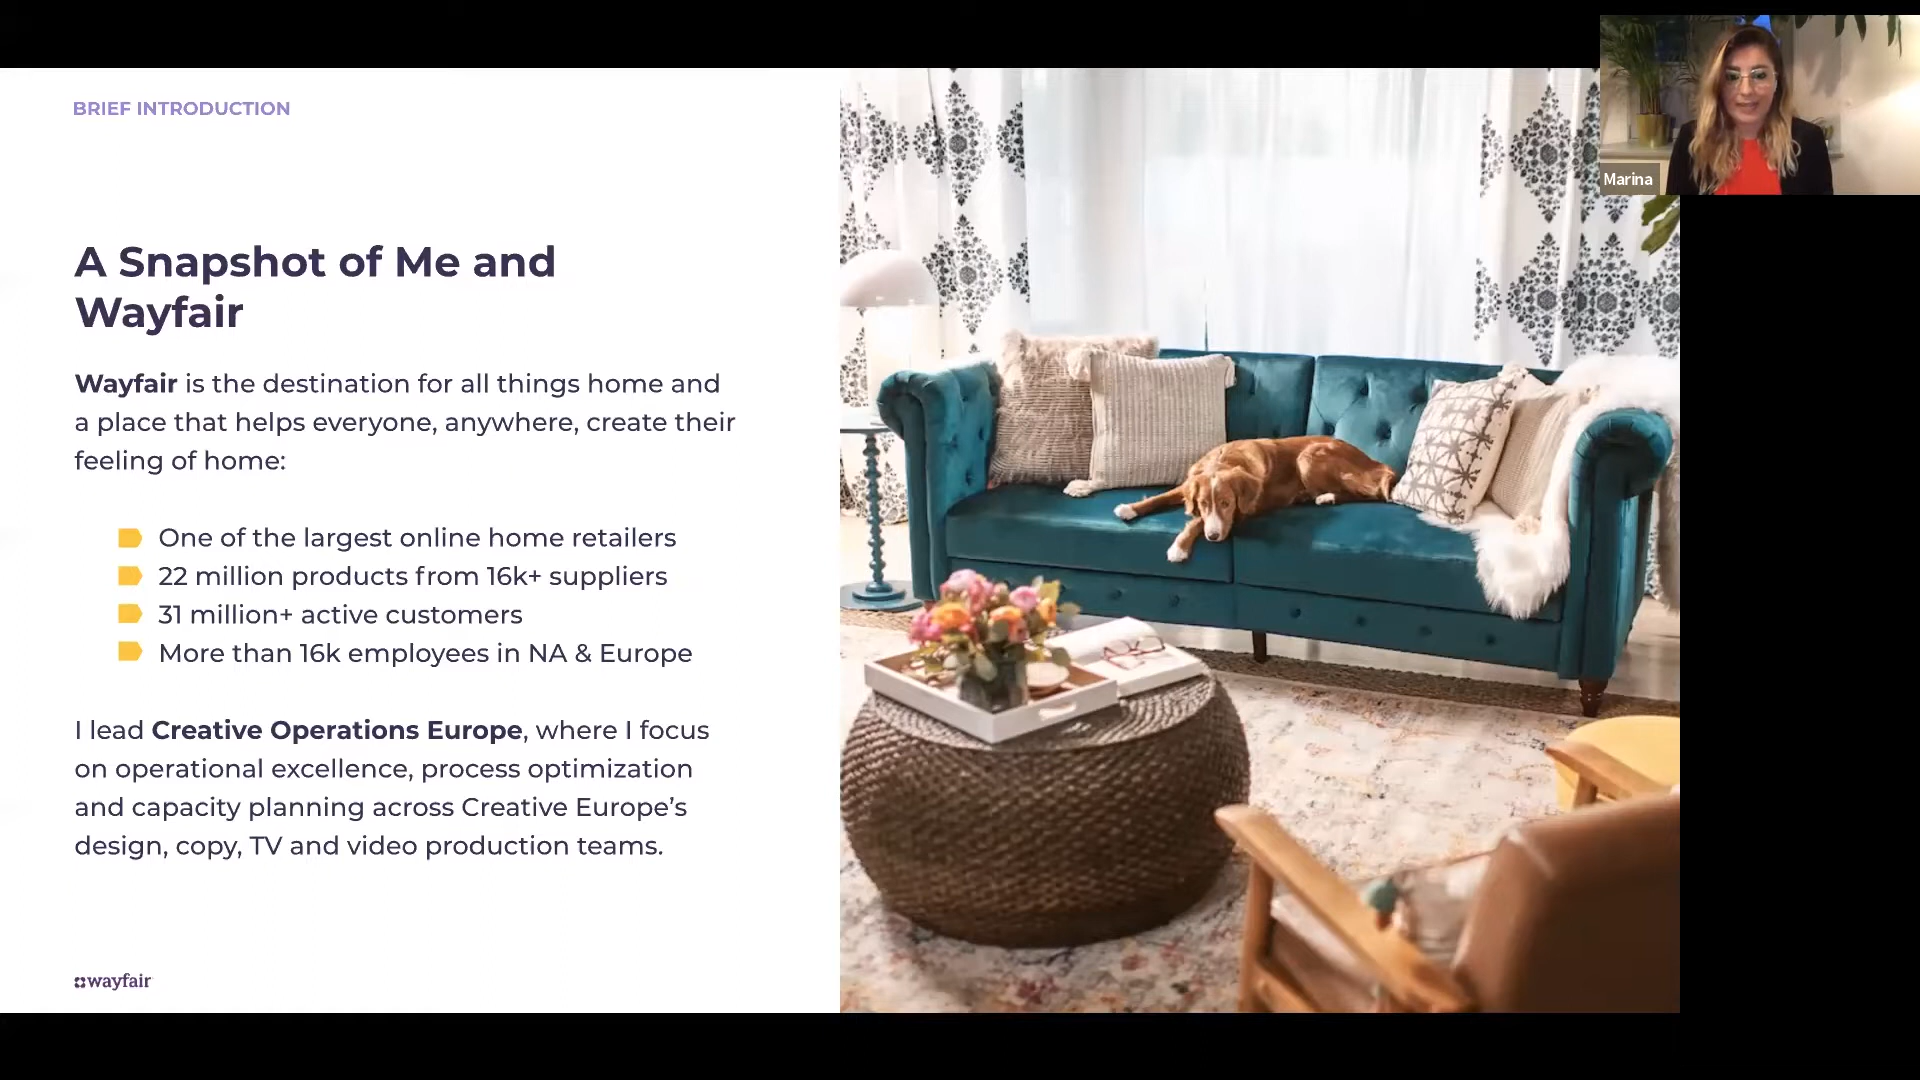 BRIEF INTRODUCTION
A Snapshot of Me and
Wayfair
Wayfair is the destination for all things home and
a place that helps everyone, anywhere, create their
feeling of home:
One of the largest online home retailers
22 million products from 16k+ suppliers
31 million+ active customers
More than 16k employees in NA & Europe
I lead Creative Operations Europe, where I focus
on operational excellence, process optimization
and capacity planning across Creative Europe’s
design, copy, TV and video production teams.
wayfair
Marina